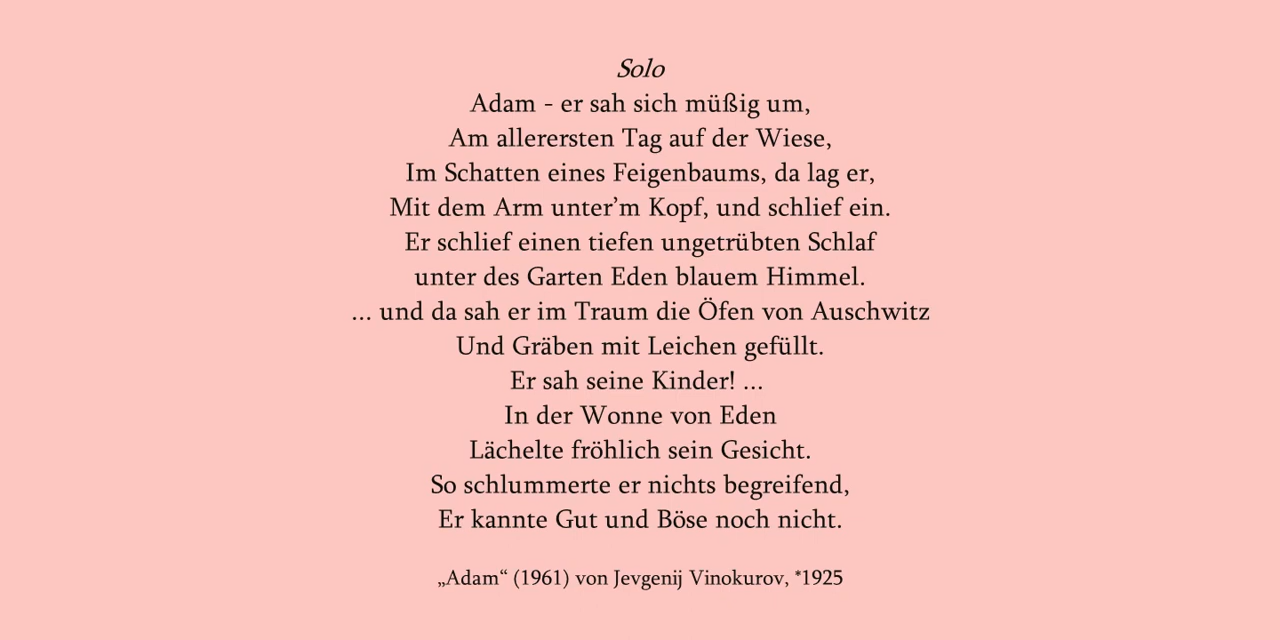 Solo
Adam - er sah sich müßig um,
Am allerersten Tag auf der Wiese,
Im Schatten eines Feigenbaums, da lag er,
Mit dem Arm unter’m Kopf, und schlief ein.
Er schlief einen tiefen ungetrübten Schlaf
unter des Garten Eden blauem Himmel.
... und da sah er im Traum die Öfen von Auschwitz
Und Gräben mit Leichen gefüllt.
Er sah seine Kinder! ...
In der Wonne von Eden
Lächelte fröhlich sein Gesicht.
So schlummerte er nichts begreifend,
Er kannte Gut und Böse noch nicht.
„Adam“ (1961) von Jevgenij Vinokurov, *1925